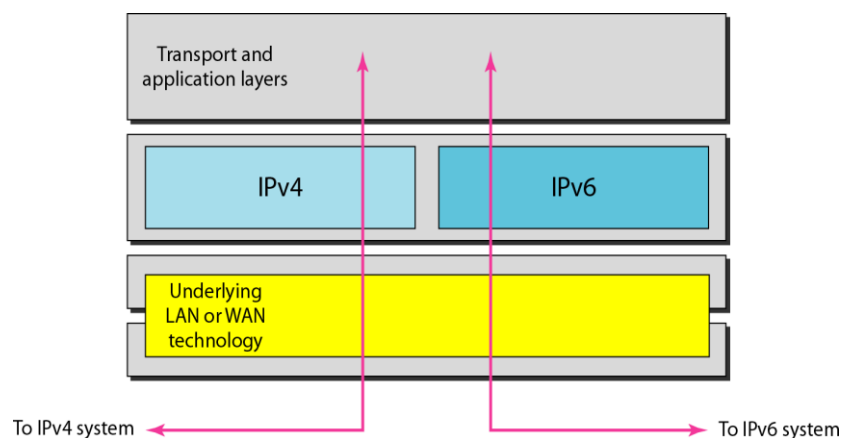 Transport and
application layers
IPv4
IPv6
Underlying
LAN or WAN
technology
To IPv4 system
To IPv6 system